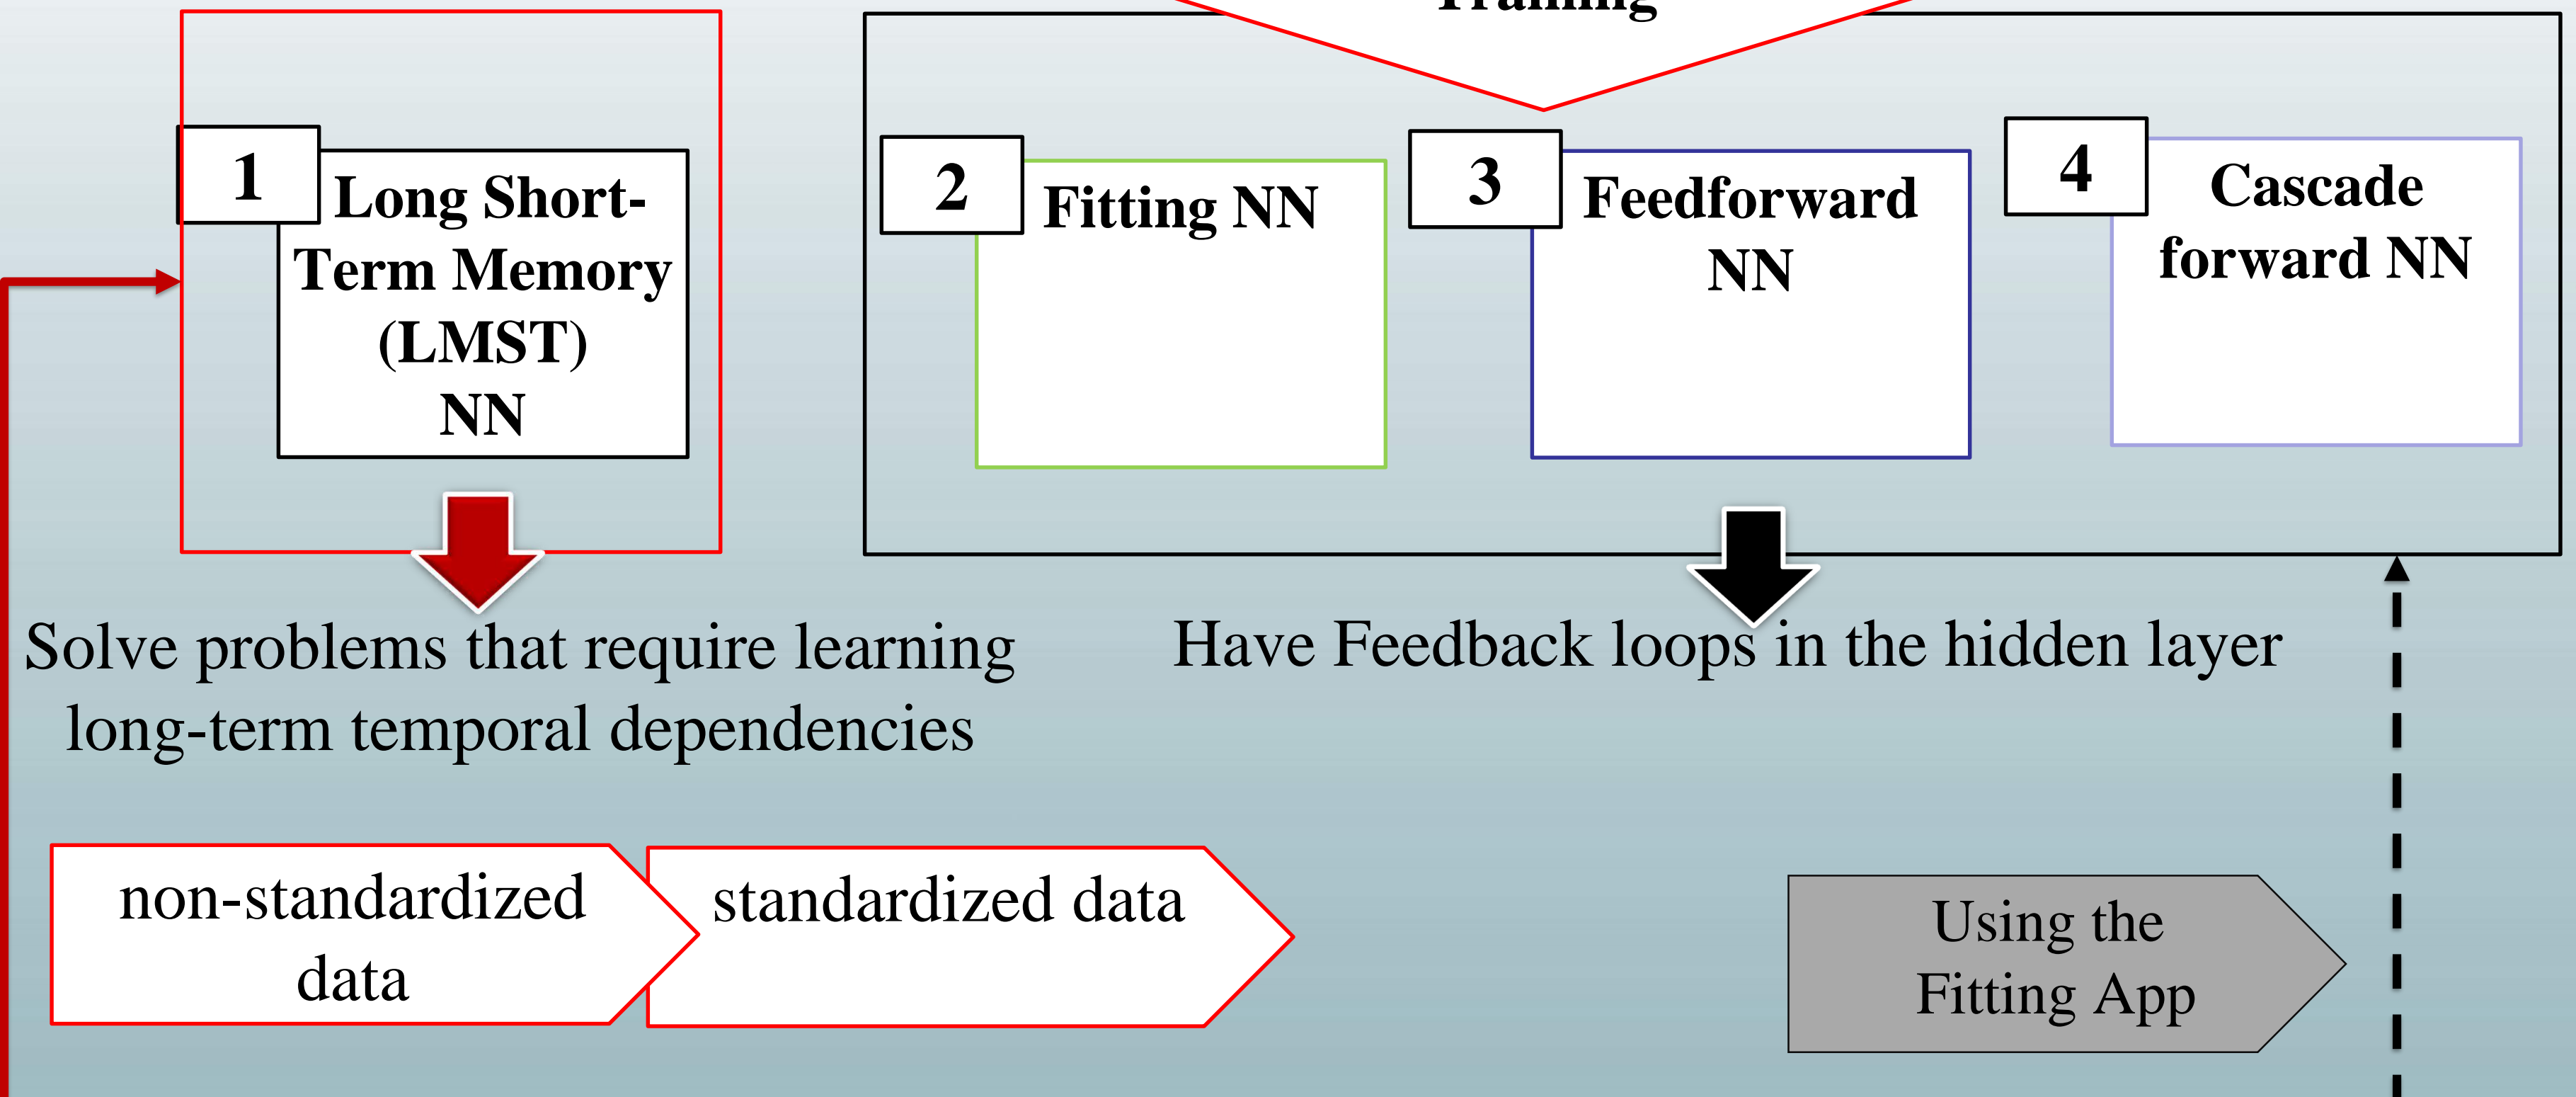 Training
1
Long Short-
Term Memory
(LMST)
NN
2
Fitting NN
3
Feedforward
NN
4
Cascade
forward NN
Solve problems that require learning
long-term temporal dependencies
Have Feedback loops in the hidden layer
non-standardized
data
standardized data
Using the
Fitting App